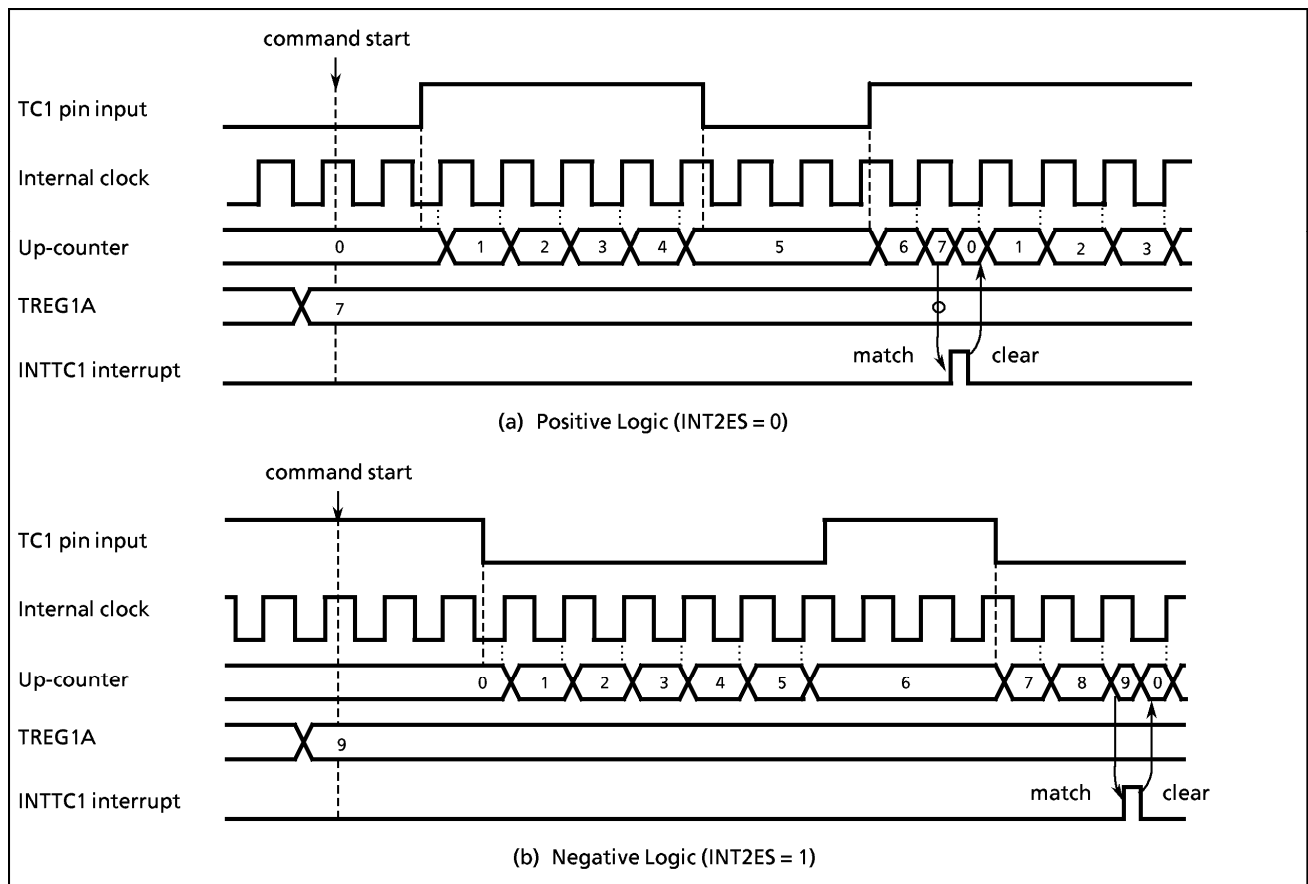 command start
TC1 pin input
Internal clock
Up-counter 0 1 2 3 4 5 6 7 0 1 2 3
TREG1A 7
match clear
INTTC1 interrupt
(a) Positive Logic (INT2ES = 0)
command start
TC1 pin input
Internal clock
Up-counter 0 1 2 3 4 5 6 7 8 9 0
TREG1A 9
match clear
INTTC1 interrupt
(b) Negative Logic (INT2ES = 1)